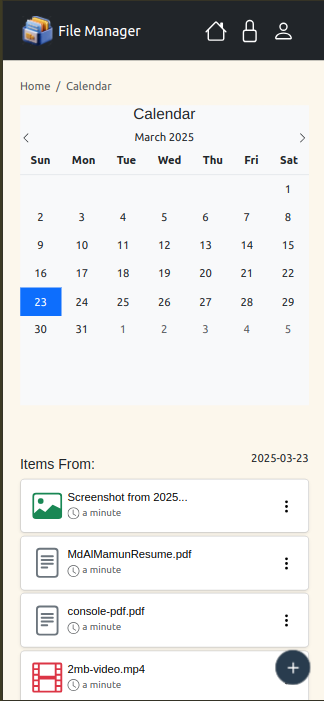 File Manager
Home / Calendar
Calendar
March 2025
Sun Mon Tue Wed Thu Fri Sat
1
2 3 4 5 6 7 8
9 10 11 12 13 14 15
16 17 18 19 20 21 22
23 24 25 26 27 28 29
30 31 1 2 3 4 5
Items From: 2025-03-23
Screenshot from 2025...
a minute
MdAlMamunResume.pdf
a minute
console-pdf.pdf
a minute
2mb-video.mp4
a minute